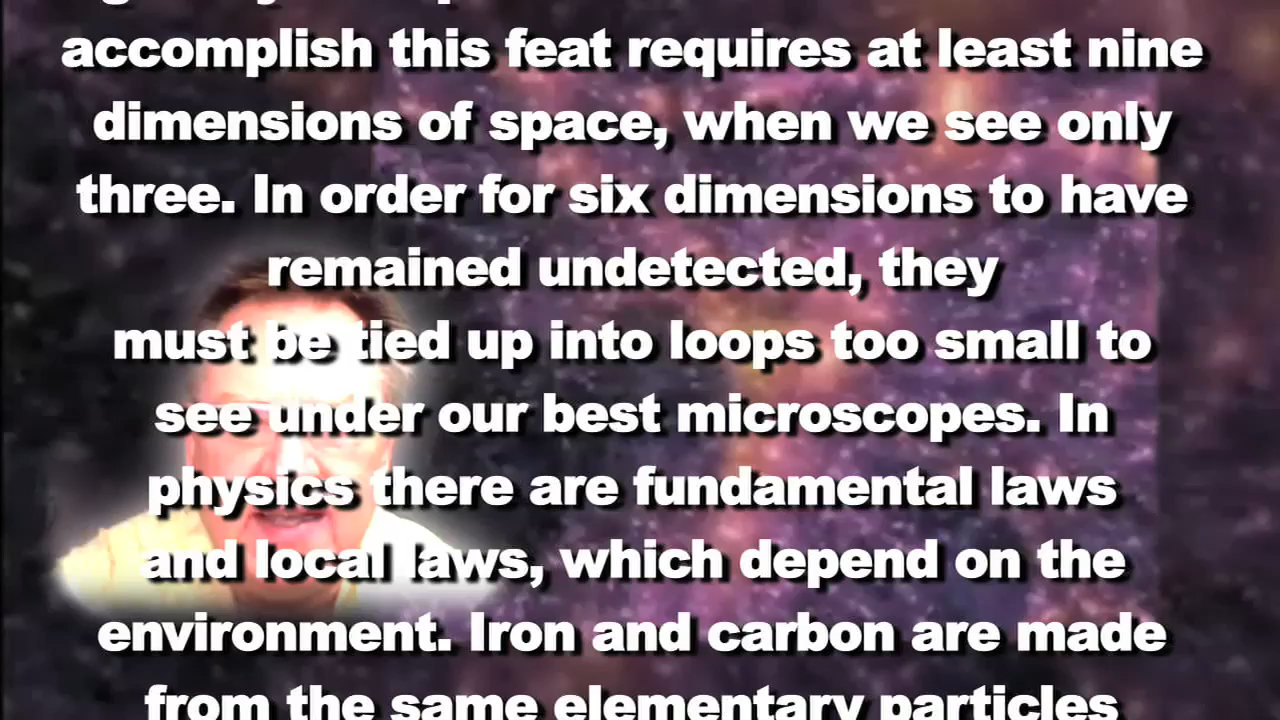 accomplish this feat requires at least nine
dimensions of space, when we see only
three. In order for six dimensions to have
remained undetected, they
must be tied up into loops too small to
see under our best microscopes. In
physics there are fundamental laws
and local laws, which depend on the
environment. Iron and carbon are made
from the same elementary particles